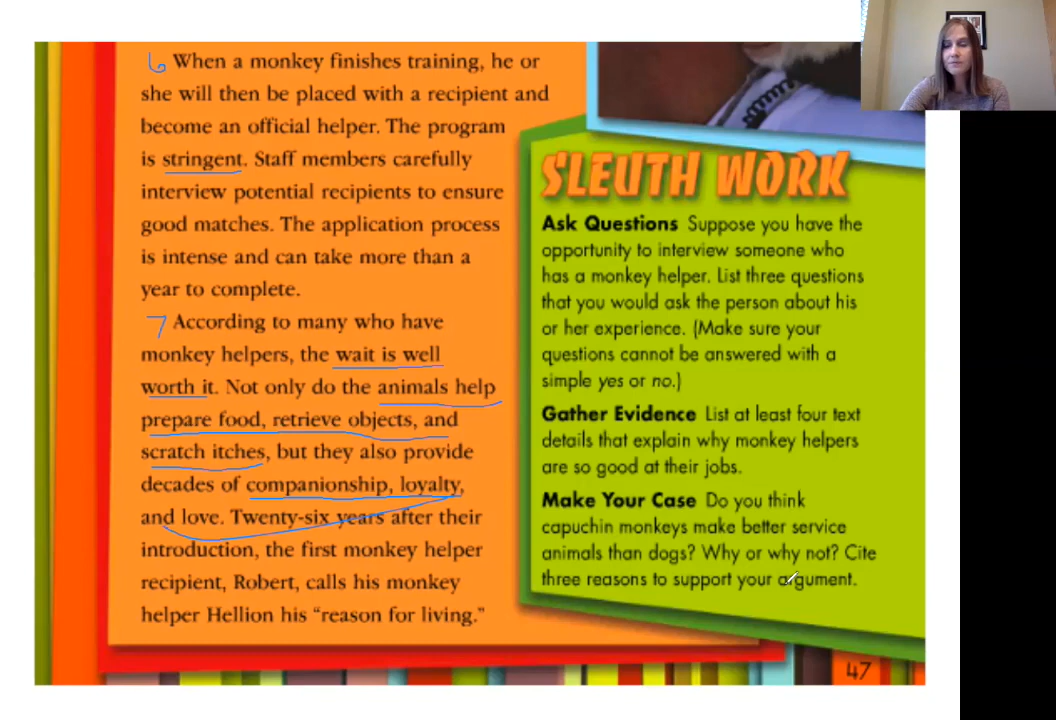 6 When a monkey finishes training, he or
she will then be placed with a recipient and
become an official helper. The program
is stringent. Staff members carefully
interview potential recipients to ensure
good matches. The application process
is intense and can take more than a
year to complete.
7 According to many who have
monkey helpers, the wait is well
worth it. Not only do the animals help
prepare food, retrieve objects, and
scratch itches, but they also provide
decades of companionship, loyalty,
and love. Twenty-six years after their
introduction, the first monkey helper
recipient, Robert, calls his monkey
helper Hellion his “reason for living.”
SLEUTH WORK
Ask Questions Suppose you have the
opportunity to interview someone who
has a monkey helper. List three questions
that you would ask the person about his
or her experience. (Make sure your
questions cannot be answered with a
simple yes or no.)
Gather Evidence List at least four text
details that explain why monkey helpers
are so good at their jobs.
Make Your Case Do you think
capuchin monkeys make better service
animals than dogs? Why or why not? Cite
three reasons to support your argument.
47